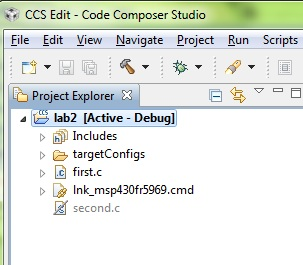 CCS Edit - Code Composer Studio
File Edit View Navigate Project Run Scripts
Project Explorer
lab2 [Active - Debug]
Includes
targetConfigs
first.c
lnk_msp430fr5969.cmd
second.c